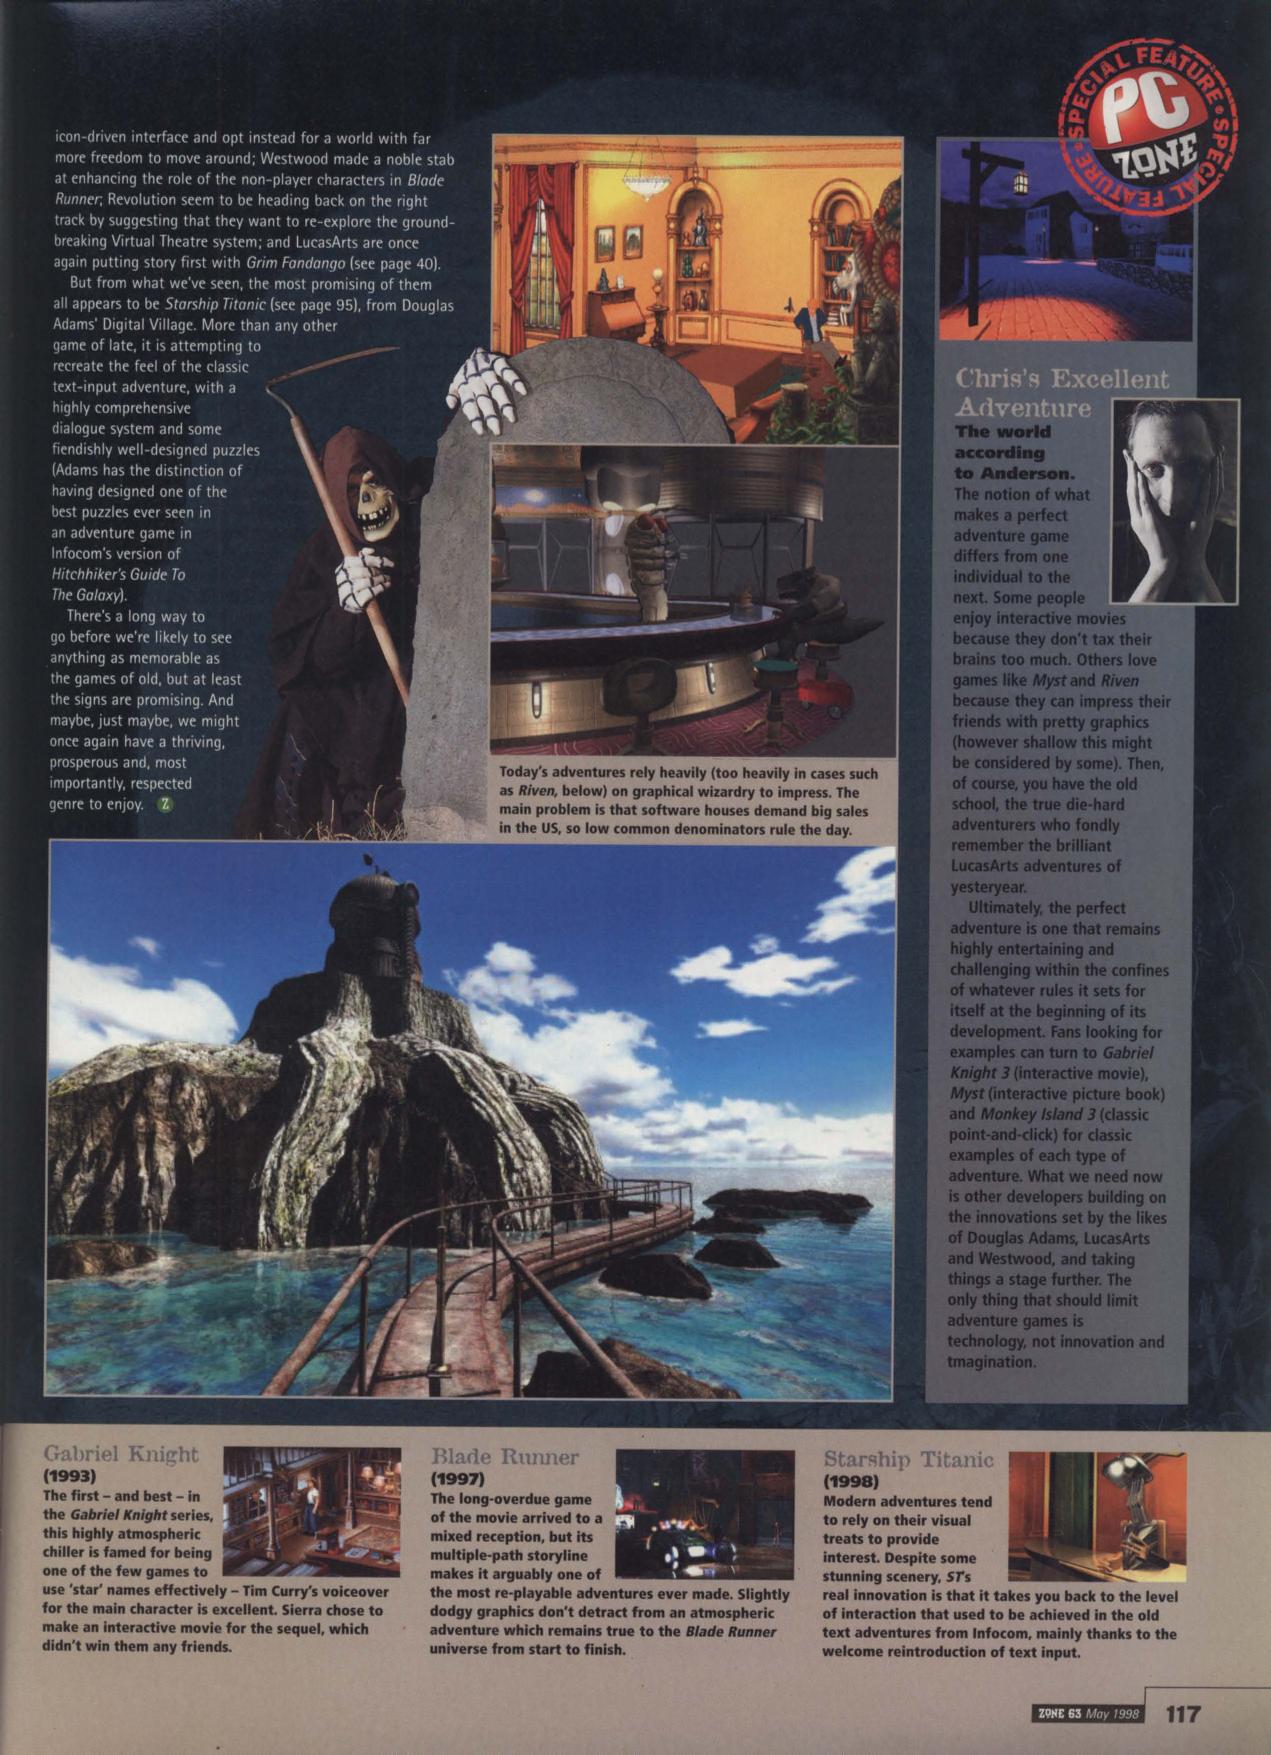 SPECIAL FEATURE • SPECIAL FEATURE •
PC
ZONE
icon-driven interface and opt instead for a world with far
more freedom to move around; Westwood made a noble stab
at enhancing the role of the non-player characters in Blade
Runner; Revolution seem to be heading back on the right
track by suggesting that they want to re-explore the ground-
breaking Virtual Theatre system; and LucasArts are once
again putting story first with Grim Fandango (see page 40).
But from what we've seen, the most promising of them
all appears to be Starship Titanic (see page 95), from Douglas
Adams' Digital Village. More than any other
game of late, it is attempting to
recreate the feel of the classic
text-input adventure, with a
highly comprehensive
dialogue system and some
fiendishly well-designed puzzles
(Adams has the distinction of
having designed one of the
best puzzles ever seen in
an adventure game in
Infocom's version of
Hitchhiker's Guide To
The Galaxy).
There's a long way to
go before we're likely to see
anything as memorable as
the games of old, but at least
the signs are promising. And
maybe, just maybe, we might
once again have a thriving,
prosperous and, most
importantly, respected
genre to enjoy. Z
Today's adventures rely heavily (too heavily in cases such
as Riven, below) on graphical wizardry to impress. The
main problem is that software houses demand big sales
in the US, so low common denominators rule the day.
Chris's Excellent
Adventure
The world
according
to Anderson.
The notion of what
makes a perfect
adventure game
differs from one
individual to the
next. Some people
enjoy interactive movies
because they don't tax their
brains too much. Others love
games like Myst and Riven
because they can impress their
friends with pretty graphics
(however shallow this might
be considered by some). Then,
of course, you have the old
school, the true die-hard
adventurers who fondly
remember the brilliant
LucasArts adventures of
yesteryear.
Ultimately, the perfect
adventure is one that remains
highly entertaining and
challenging within the confines
of whatever rules it sets for
itself at the beginning of its
development. Fans looking for
examples can turn to Gabriel
Knight 3 (interactive movie),
Myst (interactive picture book)
and Monkey Island 3 (classic
point-and-click) for classic
examples of each type of
adventure. What we need now
is other developers building on
the innovations set by the likes
of Douglas Adams, LucasArts
and Westwood, and taking
things a stage further. The
only thing that should limit
adventure games is
technology, not innovation and
tmagination.
Gabriel Knight
(1993)
The first – and best – in
the Gabriel Knight series,
this highly atmospheric
chiller is famed for being
one of the few games to
use 'star' names effectively – Tim Curry's voiceover
for the main character is excellent. Sierra chose to
make an interactive movie for the sequel, which
didn't win them any friends.
Blade Runner
(1997)
The long-overdue game
of the movie arrived to a
mixed reception, but its
multiple-path storyline
makes it arguably one of
the most re-playable adventures ever made. Slightly
dodgy graphics don't detract from an atmospheric
adventure which remains true to the Blade Runner
universe from start to finish.
Starship Titanic
(1998)
Modern adventures tend
to rely on their visual
treats to provide
interest. Despite some
stunning scenery, ST's
real innovation is that it takes you back to the level
of interaction that used to be achieved in the old
text adventures from Infocom, mainly thanks to the
welcome reintroduction of text input.
ZONE 63 May 1998 117